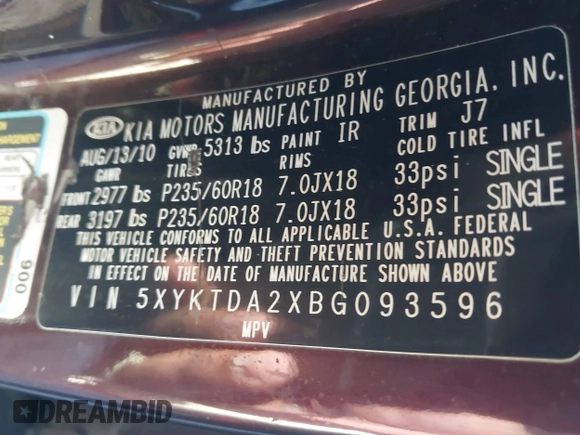 MANUFACTURED BY
KIA KIA MOTORS MANUFACTURING GEORGIA, INC.
AUG/13/10 GVWR 5313 lbs PAINT IR TRIM J7
GAWR TIRES RIMS COLD TIRE INFL
FRONT 2977 lbs P235/60R18 7.0JX18 33psi SINGLE
REAR 3197 lbs P235/60R18 7.0JX18 33psi SINGLE
THIS VEHICLE CONFORMS TO ALL APPLICABLE U.S.A. FEDERAL
MOTOR VEHICLE SAFETY AND THEFT PREVENTION STANDARDS
IN EFFECT ON THE DATE OF MANUFACTURE SHOWN ABOVE.
VIN 5XYKTDA2XBG093596
MPV
006
DREAMBID